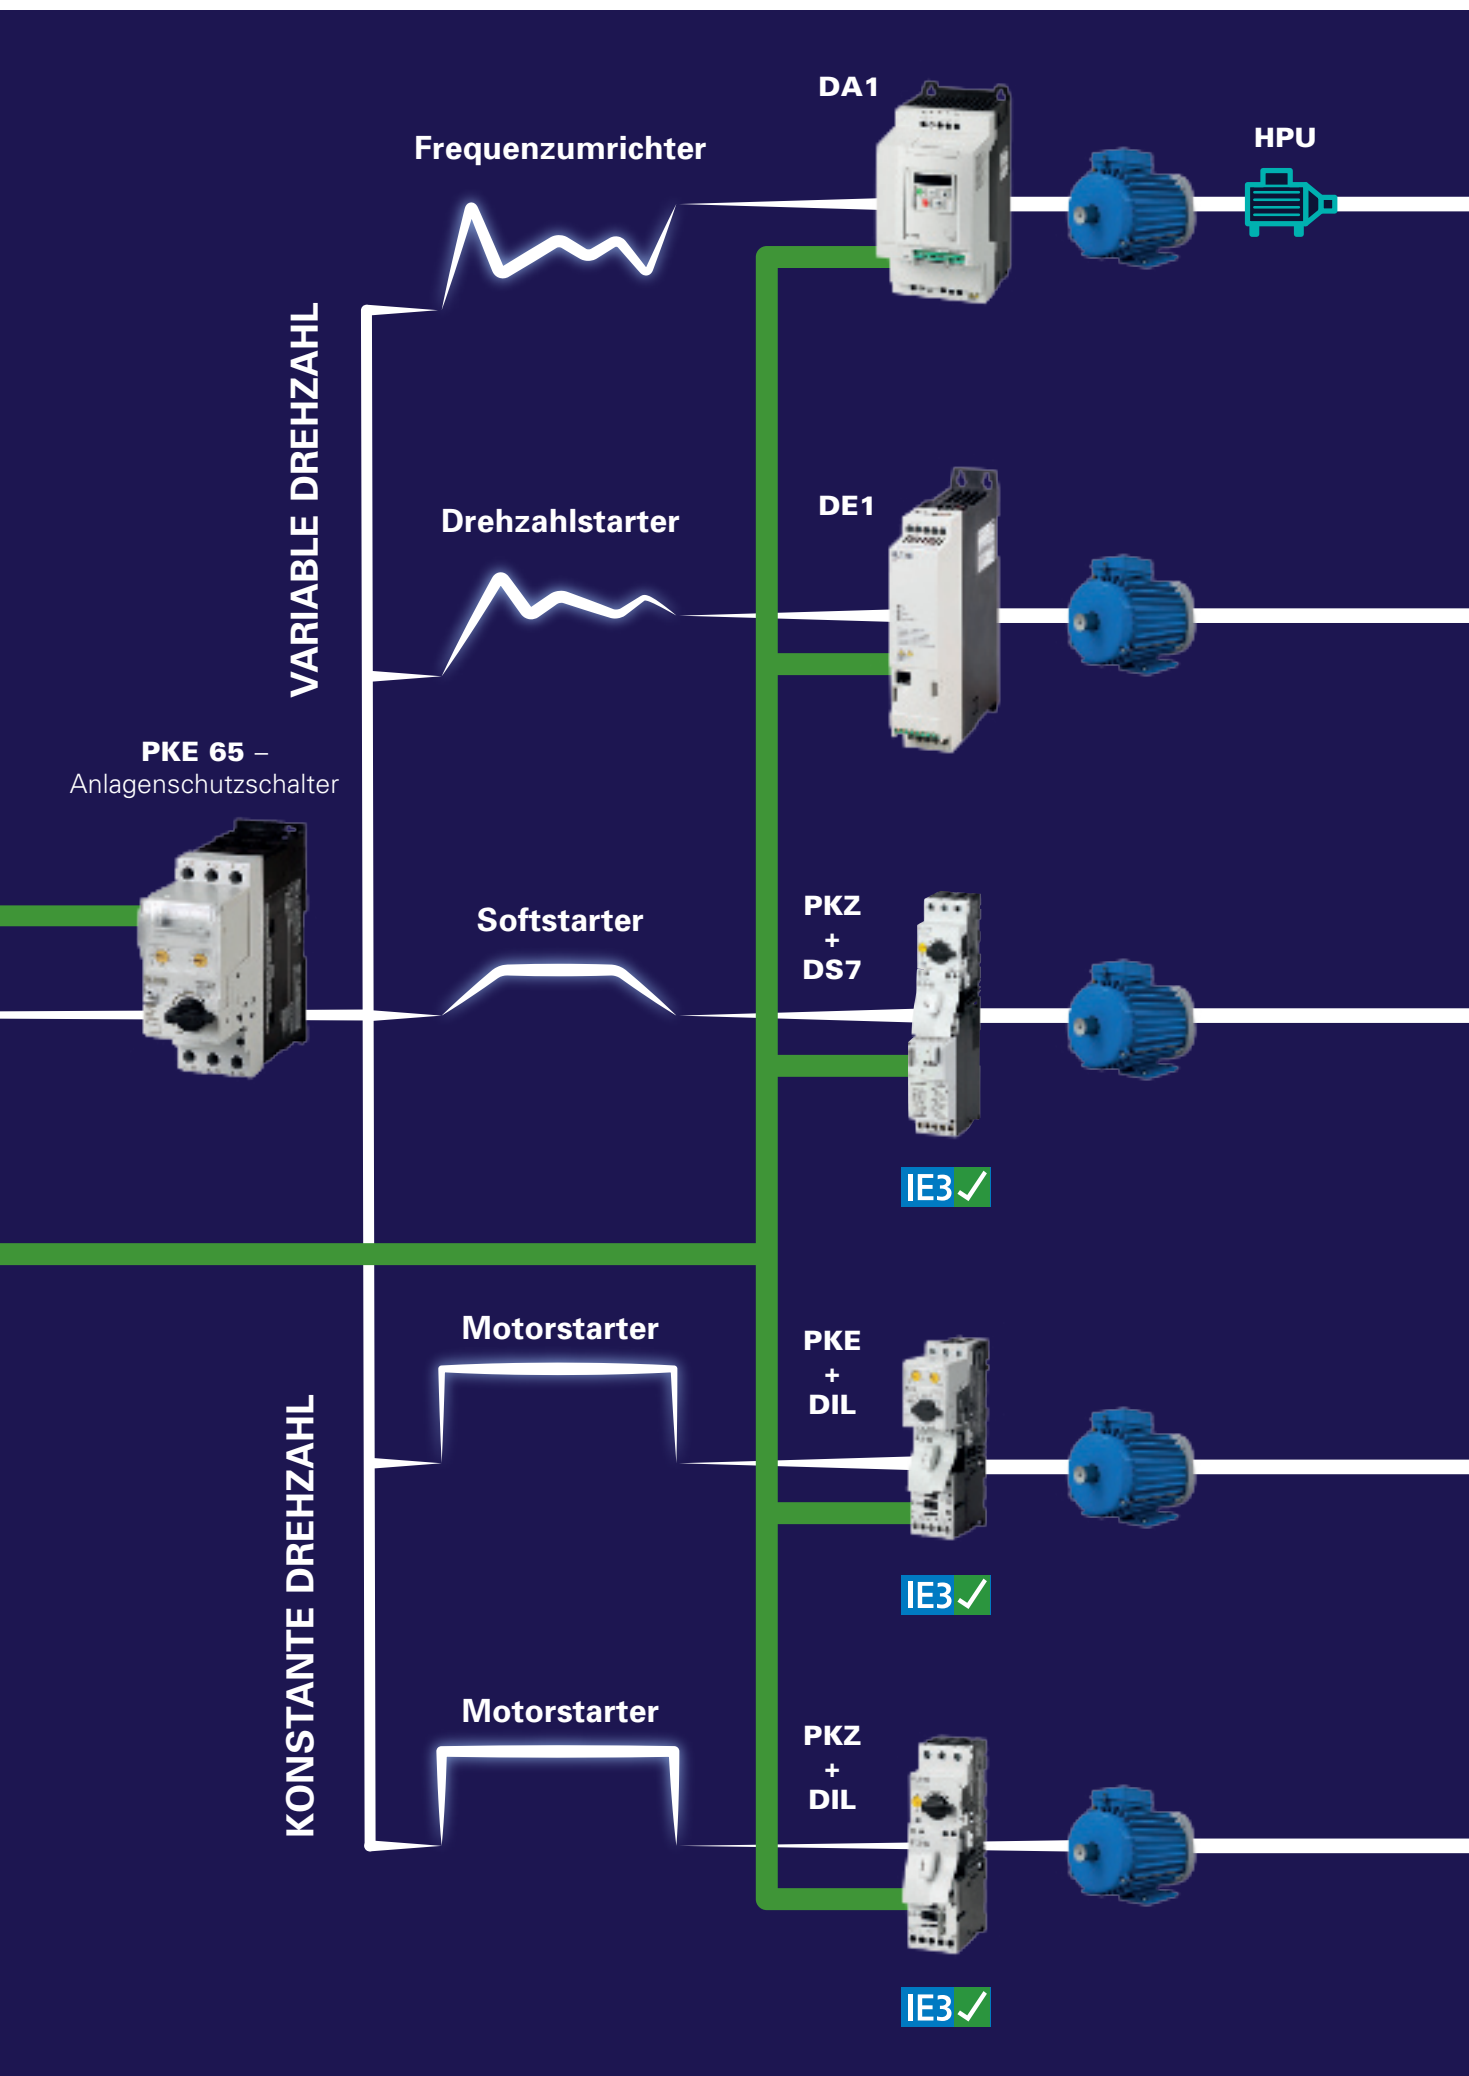 DA1
HPU
Frequenzumrichter
VARIABLE DREHZAHL
DE1
Drehzahlstarter
PKE 65 –
Anlagenschutzschalter
Softstarter
PKZ
+
DS7
IE3
Motorstarter
PKE
+
DIL
IE3
KONSTANTE DREHZAHL
Motorstarter
PKZ
+
DIL
IE3